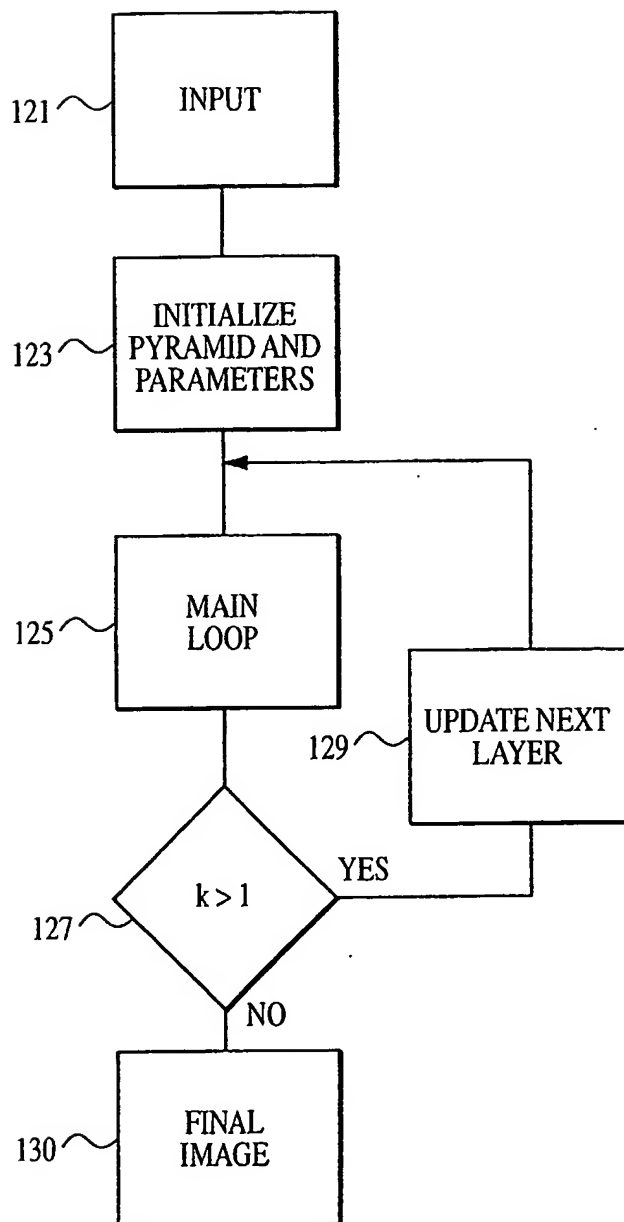 121
INPUT
123
INITIALIZE
PYRAMID AND
PARAMETERS
125
MAIN
LOOP
129
UPDATE NEXT
LAYER
127
k > 1
YES
NO
130
FINAL
IMAGE